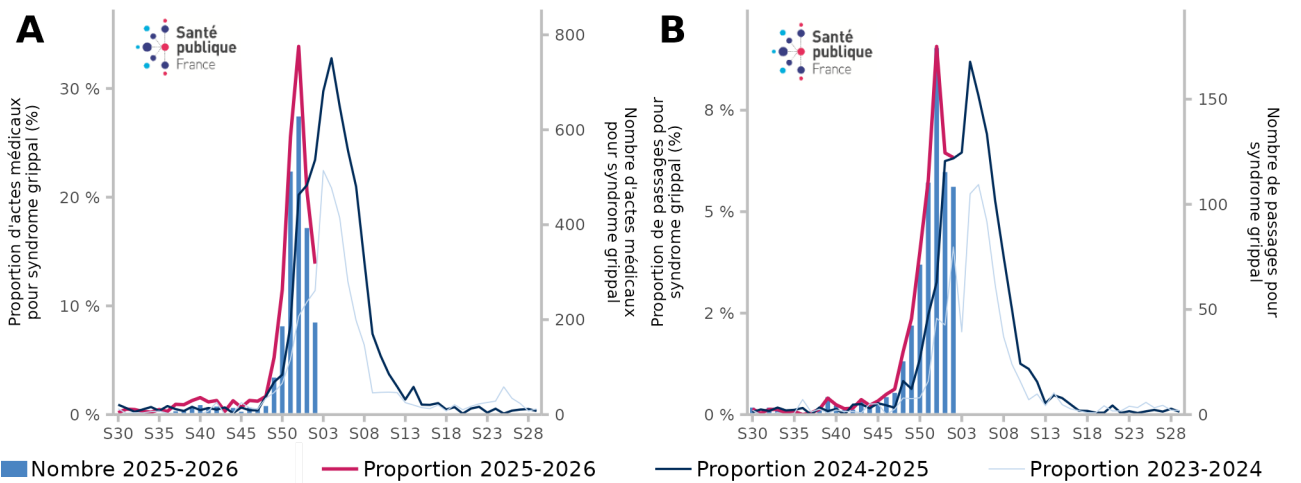 A
Santé
publique
France
Proportion d'actes médicaux
pour syndrome grippal (%)
30 %
20 %
10 %
0 %
800
600
400
200
0
Nombre d'actes médicaux
pour syndrome grippal
S30 S35 S40 S45 S50 S03 S08 S13 S18 S23 S28
B
Santé
publique
France
Proportion de passages pour
syndrome grippal (%)
8 %
5 %
2 %
0 %
150
100
50
0
Nombre de passages pour
syndrome grippal
S30 S35 S40 S45 S50 S03 S08 S13 S18 S23 S28
Nombre 2025-2026 Proportion 2025-2026 Proportion 2024-2025 Proportion 2023-2024